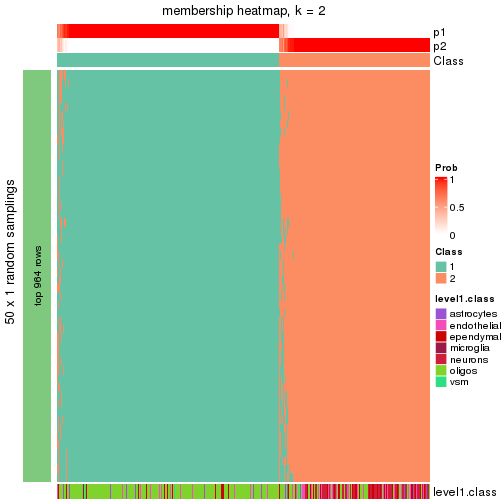 membership heatmap, k = 2
p1
p2
Class
50 x 1 random samplings
top 964 rows
Prob
1
0.5
0
Class
1
2
level1.class
astrocytes
endothelial
ependymal
microglia
neurons
oligos
vsm
level1.class